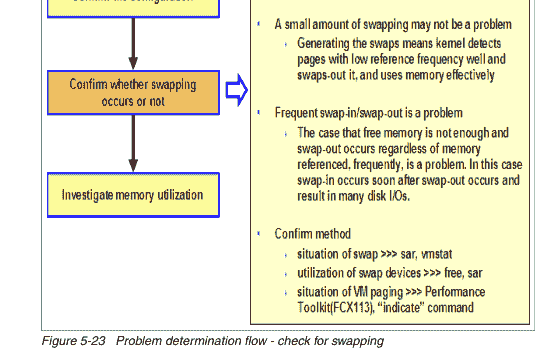 A small amount of swapping may not be a problem
Generating the swaps means kernel detects
pages with low reference frequency well and
swaps-out it, and uses memory effectively
Confirm whether swapping
occurs or not
Frequent swap-in/swap-out is a problem
The case that free memory is not enough and
swap-out occurs regardless of memory
referenced, frequently, is a problem. In this case
swap-in occurs soon after swap-out occurs and
result in many disk I/Os.
Investigate memory utilization
Confirm method
situation of swap >>> sar, vmstat
utilization of swap devices >>> free, sar
situation of VM paging >>> Performance
Toolkit(FCX113), “indicate” command
Figure 5-23 Problem determination flow - check for swapping